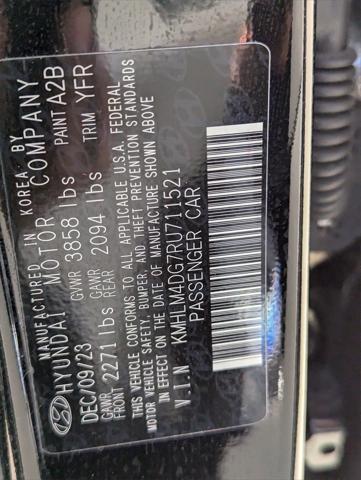 MANUFACTURED IN KOREA BY
HYUNDAI MOTOR COMPANY
DEC/09/23 GVWR 3858 lbs PAINT A2B
GAWR FRONT 2271 lbs GAWR REAR 2094 lbs TRIM YFR
THIS VEHICLE CONFORMS TO ALL APPLICABLE U.S.A. FEDERAL
MOTOR VEHICLE SAFETY, BUMPER, AND THEFT PREVENTION STANDARDS
IN EFFECT ON THE DATE OF MANUFACTURE SHOWN ABOVE
V.I.N KMHLM4DG7RU711521
PASSENGER CAR